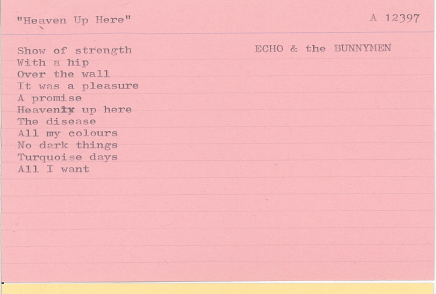 "Heaven Up Here" A 12397
Show of strength ECHO & the BUNNYMEN
With a hip
Over the wall
It was a pleasure
A promise
Heavenly up here
The disease
All my colours
No dark things
Turquoise days
All I want